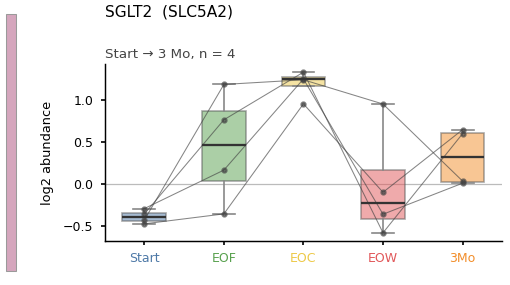 SGLT2 (SLC5A2)
Start → 3 Mo, n = 4
log2 abundance
1.0
0.5
0.0
−0.5
Start EOF EOC EOW 3Mo